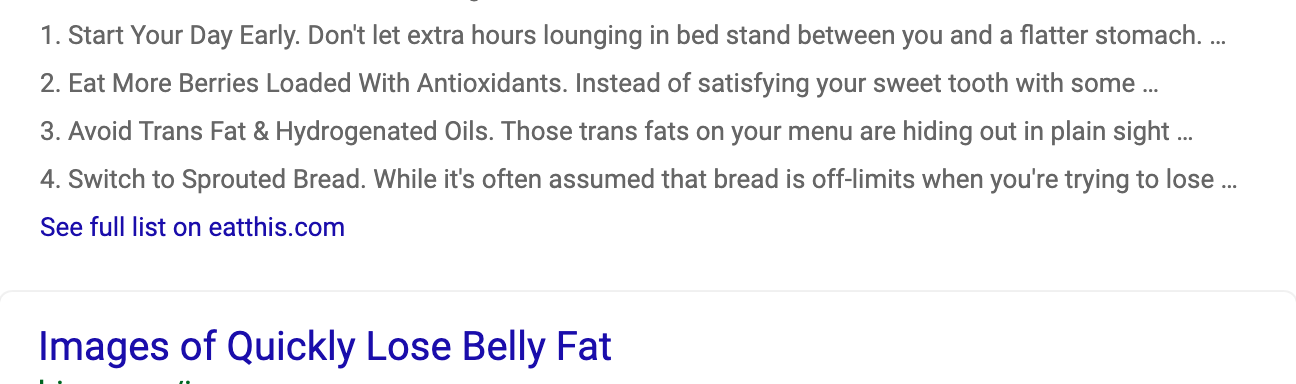 1. Start Your Day Early. Don't let extra hours lounging in bed stand between you and a flatter stomach. ...
2. Eat More Berries Loaded With Antioxidants. Instead of satisfying your sweet tooth with some ...
3. Avoid Trans Fat & Hydrogenated Oils. Those trans fats on your menu are hiding out in plain sight ...
4. Switch to Sprouted Bread. While it's often assumed that bread is off-limits when you're trying to lose ...
See full list on eatthis.com
Images of Quickly Lose Belly Fat